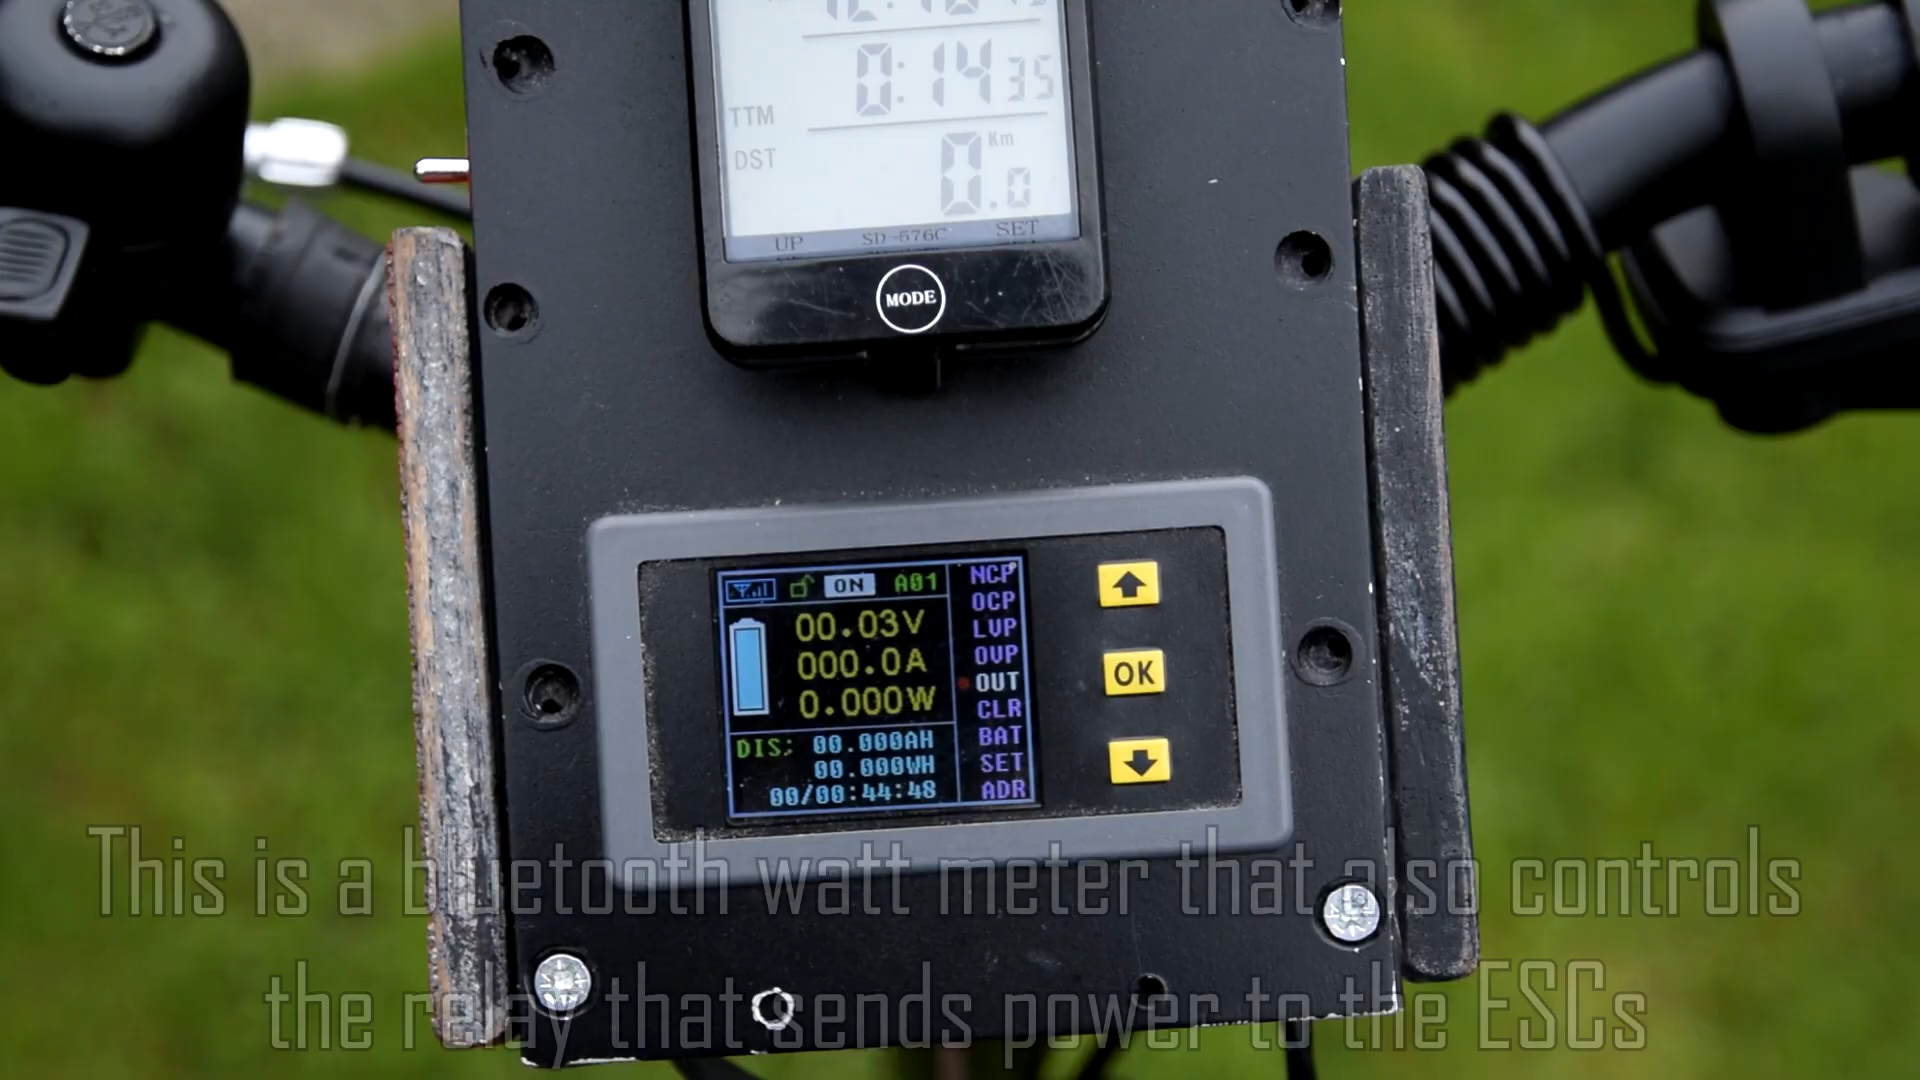 0:14 35
TTM
Km
DST
0.0
UP SD-576C SET
MODE
ON A01
00.03V
000.0A
0.000W
DIS: 00.000AH
00.000WH
00/00:44:48
NCP
OCP
LVP
OVP
OUT
CLR
BAT
SET
ADR
OK
This is a bluetooth watt meter that also controls
the relay that sends power to the ESCs